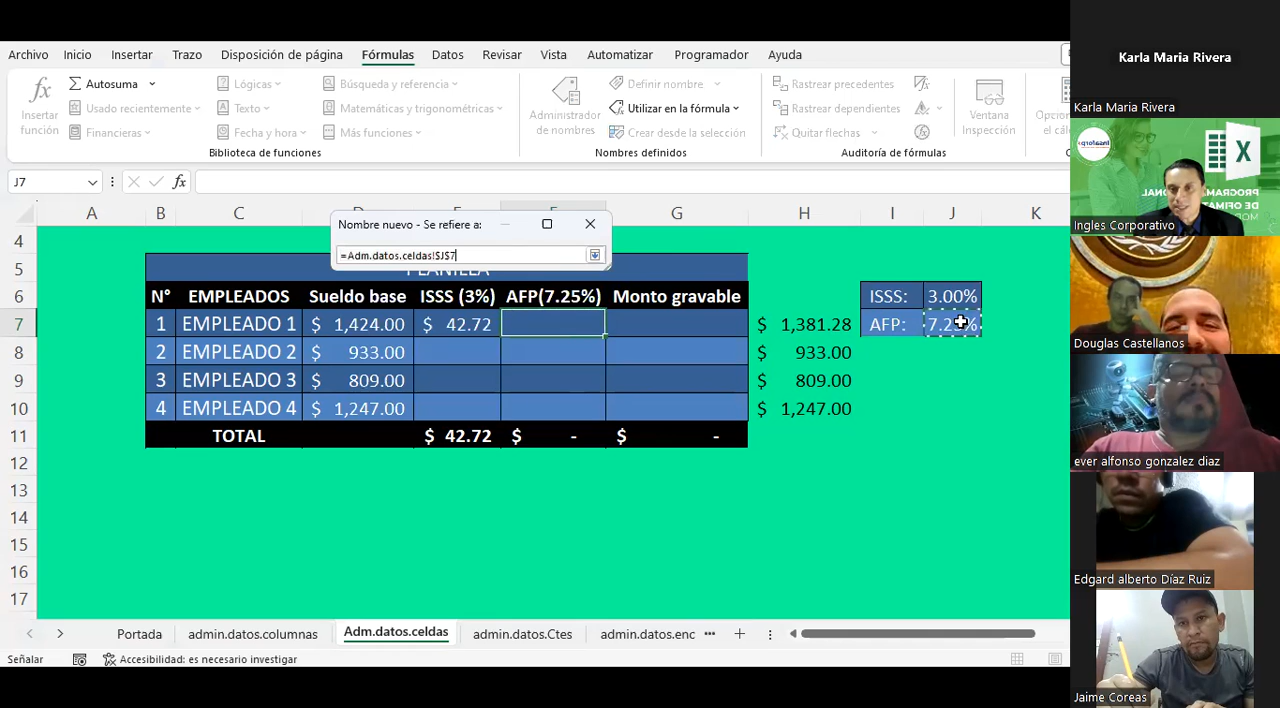 Archivo Inicio Insertar Trazo Disposición de página Fórmulas Datos Revisar Vista Automatizar Programador Ayuda
fx Insertar función
Autosuma
Usado recientemente
Financieras
Lógicas
Texto
Fecha y hora
Búsqueda y referencia
Matemáticas y trigonométricas
Más funciones
Biblioteca de funciones
Administrador de nombres
Definir nombre
Utilizar en la fórmula
Crear desde la selección
Nombres definidos
Rastrear precedentes
Rastrear dependientes
Quitar flechas
Auditoría de fórmulas
Ventana Inspección
J7 fx
Nombre nuevo - Se refiere a:
=Adm.datos.celdas!$J$7
A B C D E F G H I J K
4
5
6 N° EMPLEADOS Sueldo base ISSS (3%) AFP(7.25%) Monto gravable ISSS: 3.00%
7 1 EMPLEADO 1 $ 1,424.00 $ 42.72 $ 1,381.28 AFP: 7.25%
8 2 EMPLEADO 2 $ 933.00 $ 933.00
9 3 EMPLEADO 3 $ 809.00 $ 809.00
10 4 EMPLEADO 4 $ 1,247.00 $ 1,247.00
11 TOTAL $ 42.72 $ - $ -
12
13
14
15
16
17
Portada admin.datos.columnas Adm.datos.celdas admin.datos.Ctes admin.datos.enc ... +
Señalar Accesibilidad: es necesario investigar
Karla Maria Rivera
Karla Maria Rivera
X
Ingles Corporativo
Douglas Castellanos
ever alfonso gonzalez diaz
Edgard alberto Díaz Ruiz
Jaime Coreas